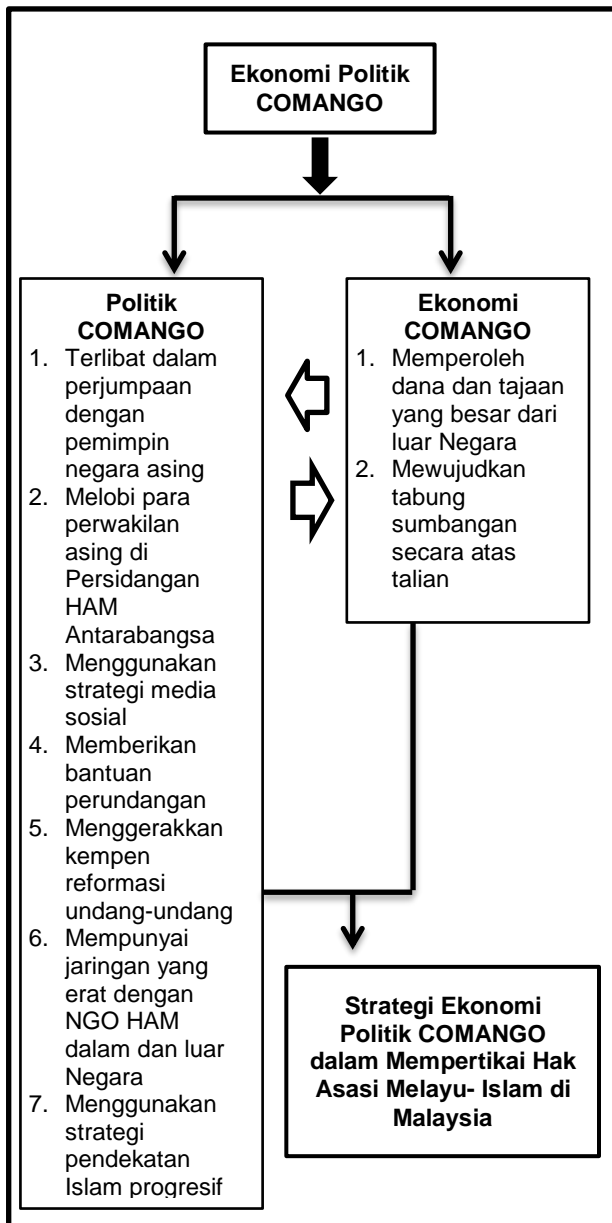 Ekonomi Politik
COMANGO
Politik
COMANGO
1. Terlibat dalam
perjumpaan
dengan
pemimpin
negara asing
2. Melobi para
perwakilan
asing di
Persidangan
HAM
Antarabangsa
3. Menggunakan
strategi media
sosial
4. Memberikan
bantuan
perundangan
5. Menggerakkan
kempen
reformasi
undang-undang
6. Mempunyai
jaringan yang
erat dengan
NGO HAM
dalam dan luar
Negara
7. Menggunakan
strategi
pendekatan
Islam progresif
Ekonomi
COMANGO
1. Memperoleh
dana dan tajaan
yang besar dari
luar Negara
2. Mewujudkan
tabung
sumbangan
secara atas
talian
Strategi Ekonomi
Politik COMANGO
dalam Mempertikai Hak
Asasi Melayu- Islam di
Malaysia